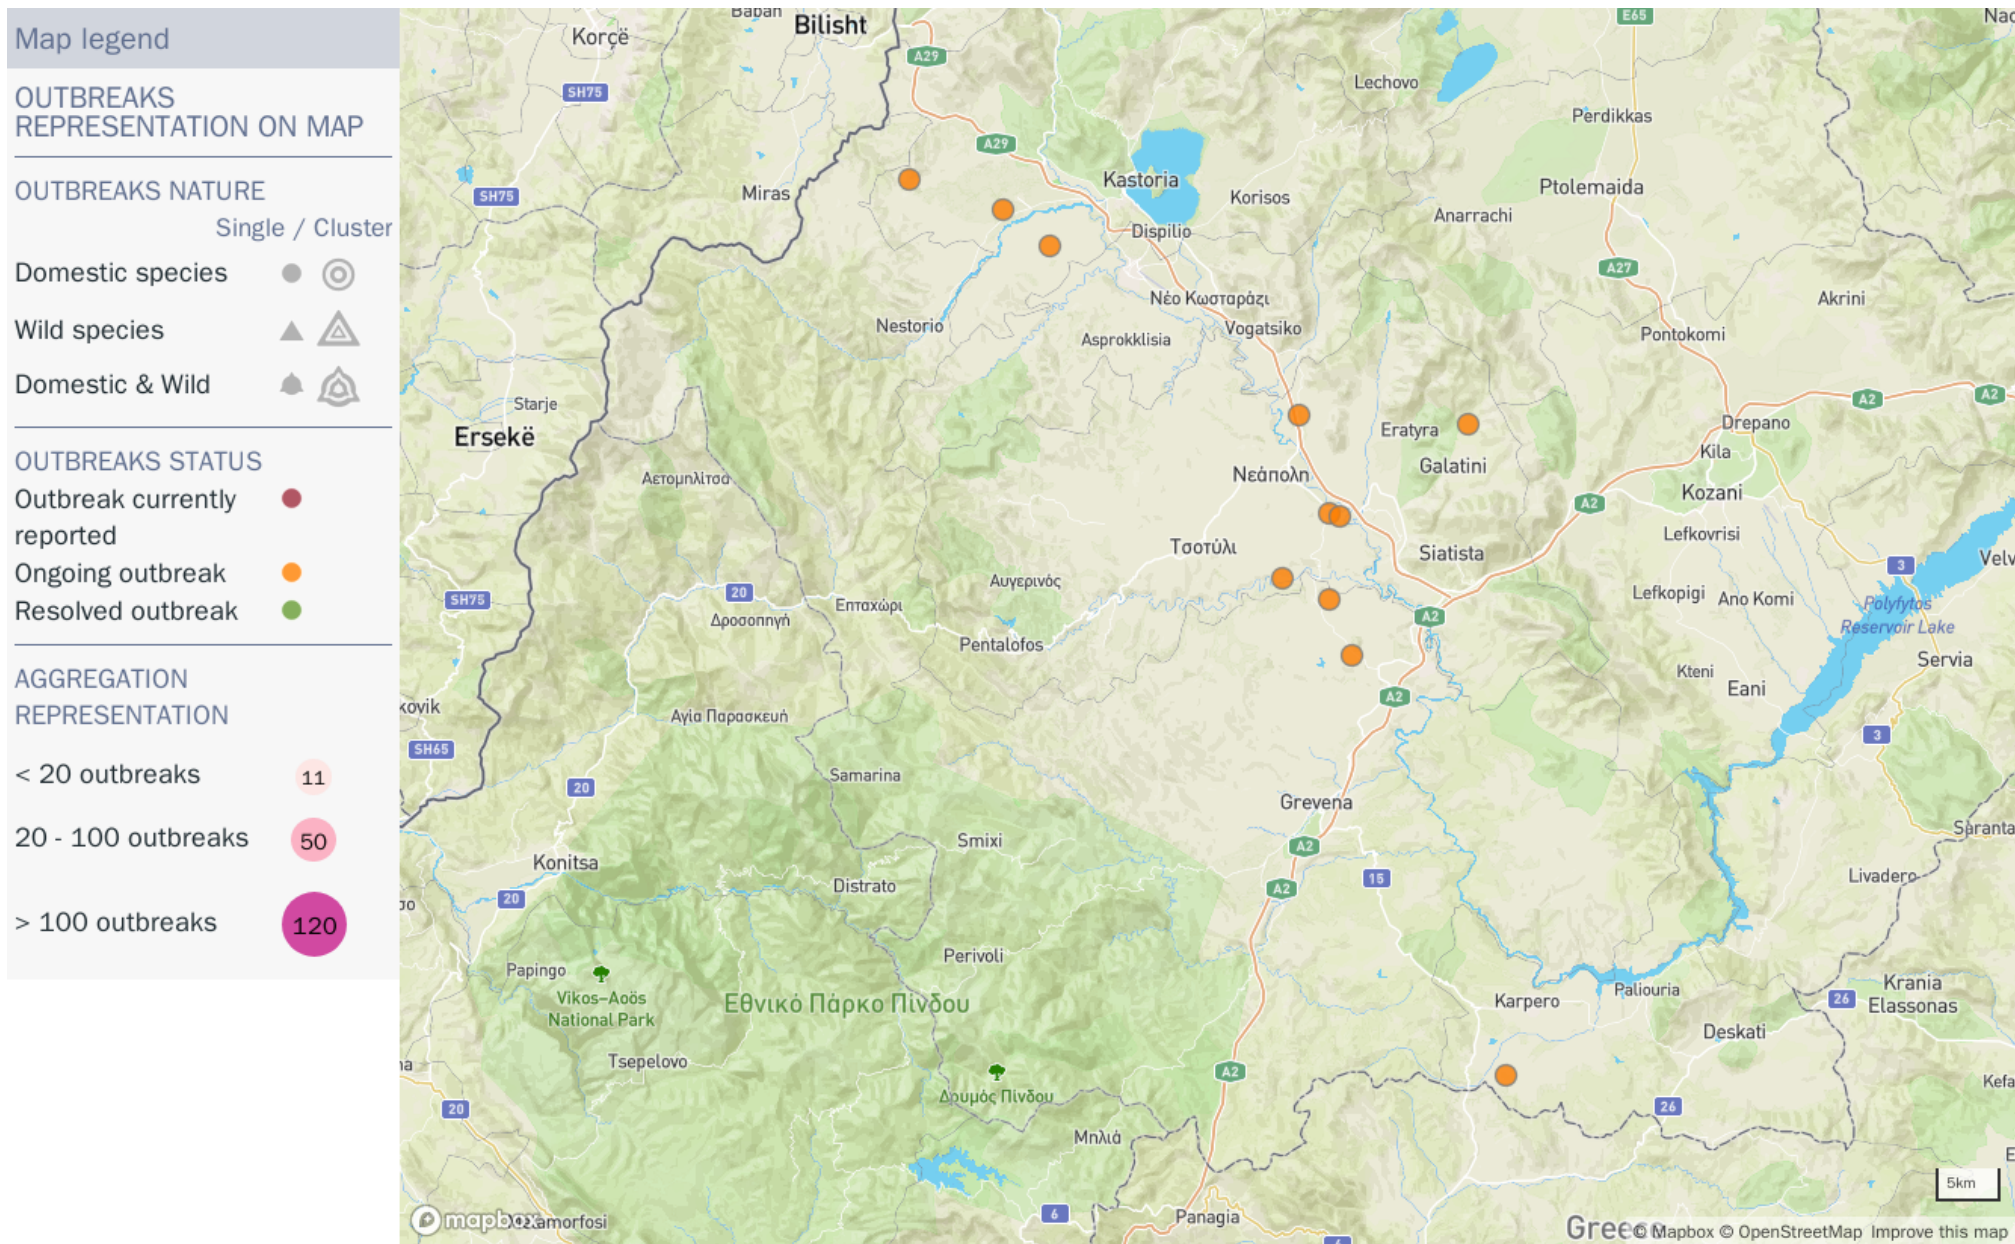 Map legend
OUTBREAKS
REPRESENTATION ON MAP
OUTBREAKS NATURE
Single / Cluster
Domestic species
Wild species
Domestic & Wild
OUTBREAKS STATUS
Outbreak currently
reported
Ongoing outbreak
Resolved outbreak
AGGREGATION
REPRESENTATION
< 20 outbreaks 11
20 - 100 outbreaks 50
> 100 outbreaks 120
Baban
Bilisht
Korçë
E65
A29
Lechovo
SH75
Perdikkas
A29
Kastoria
Ptolemaida
Miras
SH75
Korisos
Anarrachi
Dispilio
A27
Νέο Κωσταράζι
Akrini
Nestorio
Vogatsiko
Asprokklisia
Pontokomi
A2
A2
Starje
Ersekë
Eratyra
Drepano
Kila
Galatini
Νεάπολη
Αετομηλίτσα
Kozani
A2
Lefkovrisi
Τσοτύλι
Siatista
3
Αυγερινός
20
SH75
Επταχώρι
Lefkopigi
Ano Komi
Polyfytos
Reservoir Lake
Δροσοπηγή
A2
Pentalofos
Servia
Kteni
Eani
A2
Αγία Παρασκευή
3
SH65
Samarina
20
Grevena
Smixi
A2
Konitsa
Distrato
A2
15
Livadero
20
Perivoli
Papingo
Vikos–Aoös
National Park
Εθνικό Πάρκο Πίνδου
Karpero
Paliouria
26
Krania
Elassonas
Deskati
Tsepelovo
A2
Δρυμός Πίνδου
20
26
Μηλιά
5km
6
Panagia
mapbox
Greece
© Mapbox © OpenStreetMap Improve this map